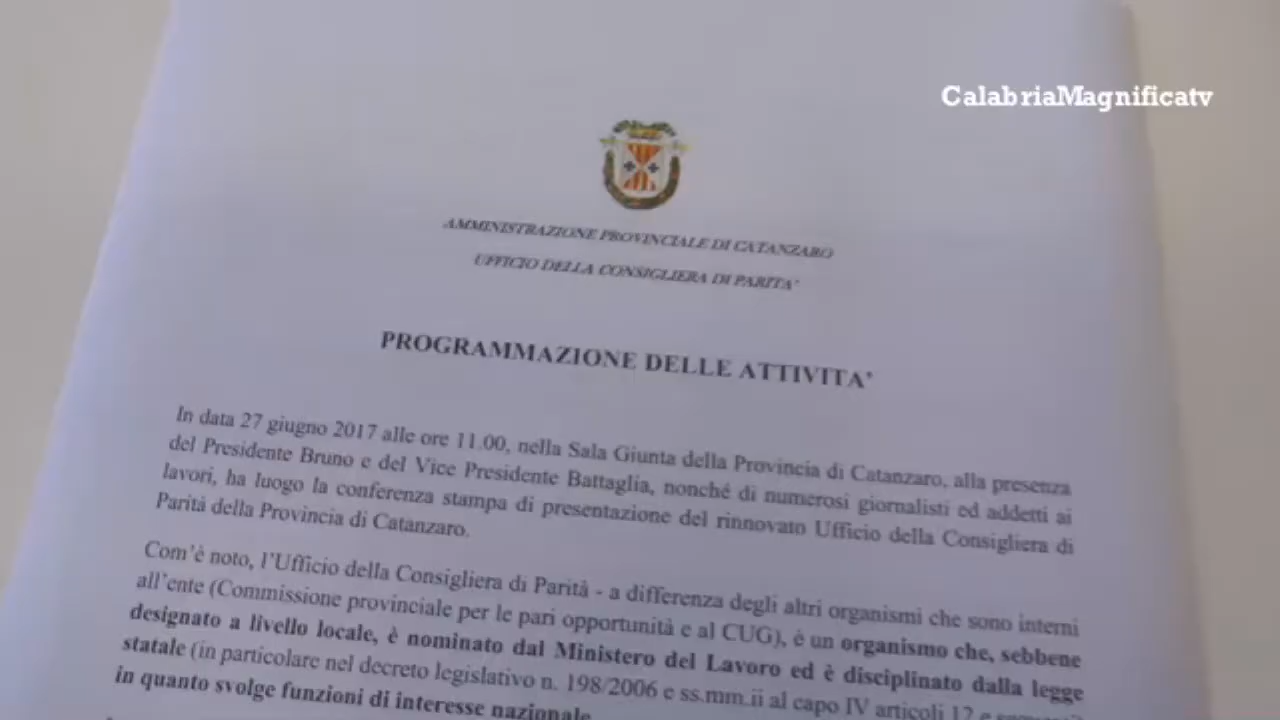 CalabriaMagnificatv
AMMINISTRAZIONE PROVINCIALE DI CATANZARO
UFFICIO DELLA CONSIGLIERA DI PARITA'
PROGRAMMAZIONE DELLE ATTIVITA'
In data 27 giugno 2017 alle ore 11.00, nella Sala Giunta della Provincia di Catanzaro, alla presenza
del Presidente Bruno e del Vice Presidente Battaglia, nonché di numerosi giornalisti ed addetti ai
lavori, ha luogo la conferenza stampa di presentazione del rinnovato Ufficio della Consigliera di
Parità della Provincia di Catanzaro.
Com'è noto, l'Ufficio della Consigliera di Parità - a differenza degli altri organismi che sono interni
all'ente (Commissione provinciale per le pari opportunità e al CUG), è un organismo che, sebbene
designato a livello locale, è nominato dal Ministero del Lavoro ed è disciplinato dalla legge
statale (in particolare nel decreto legislativo n. 198/2006 e ss.mm.ii al capo IV articoli 12 e
in quanto svolge funzioni di interesse nazionale